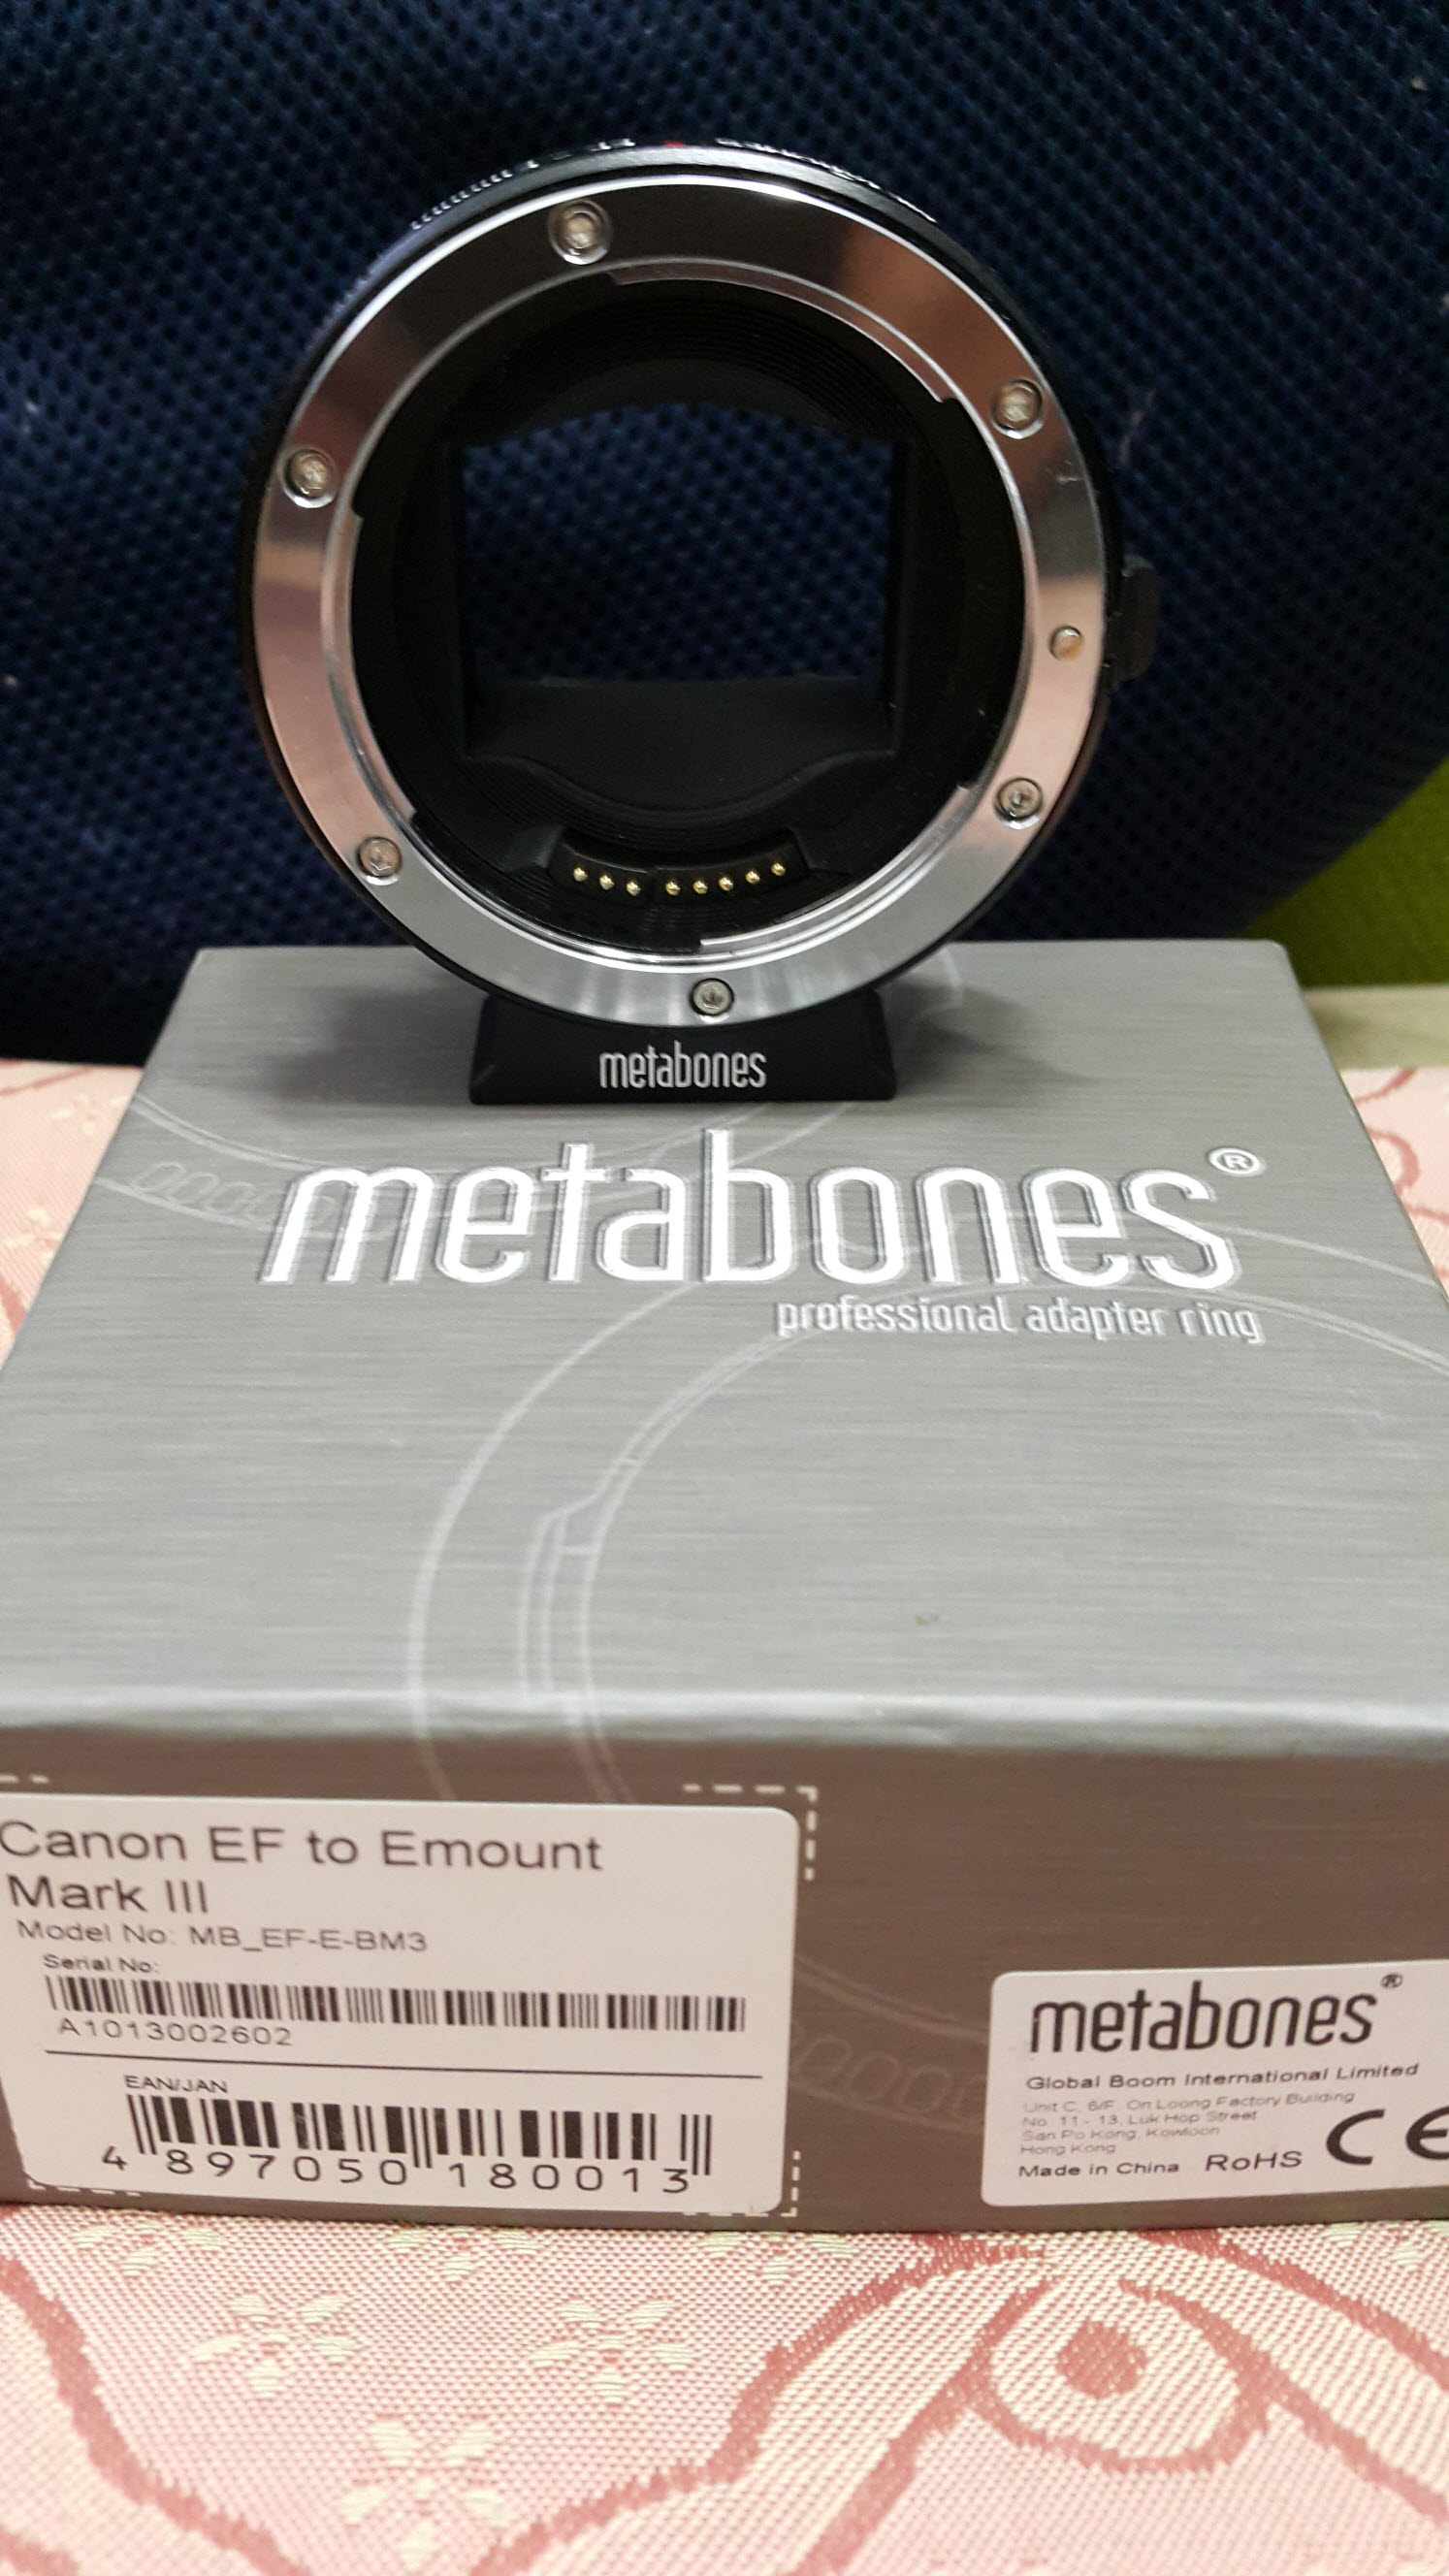 metabones
metabones®
professional adapter ring
Canon EF to Emount
Mark III
Model No: MB_EF-E-BM3
Serial No:
A1013002602
EAN/JAN
4 897050 180013
metabones®
Global Boom International Limited
Unit C, 6/F, On Loong Factory Building
No. 11 - 13, Luk Hop Street
San Po Kong, Kowloon
Hong Kong
Made in China RoHS CE